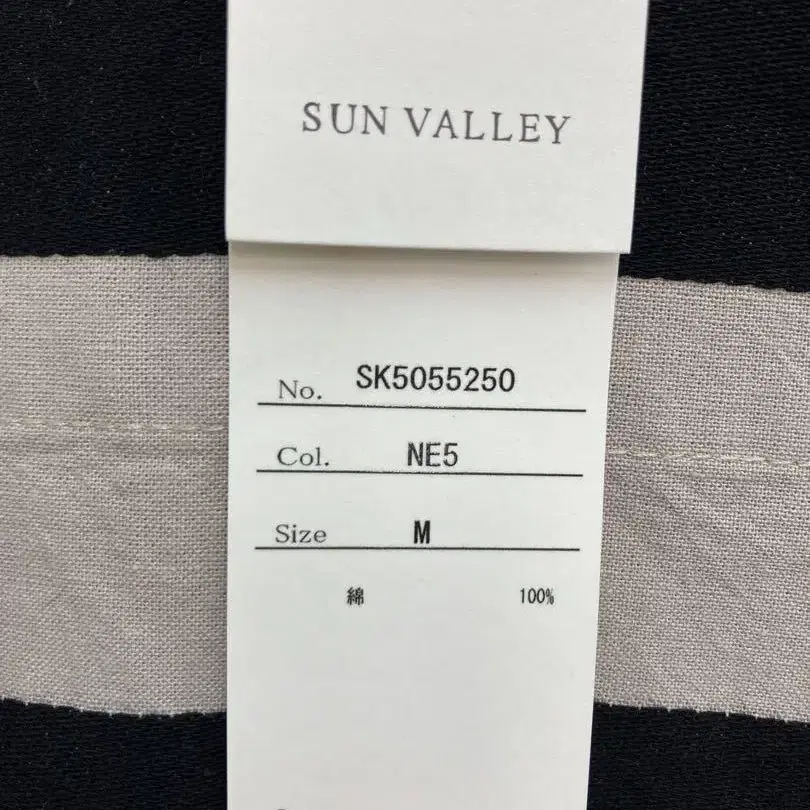 SUN VALLEY
No. SK5055250
Col. NE5
Size M
綿 100%